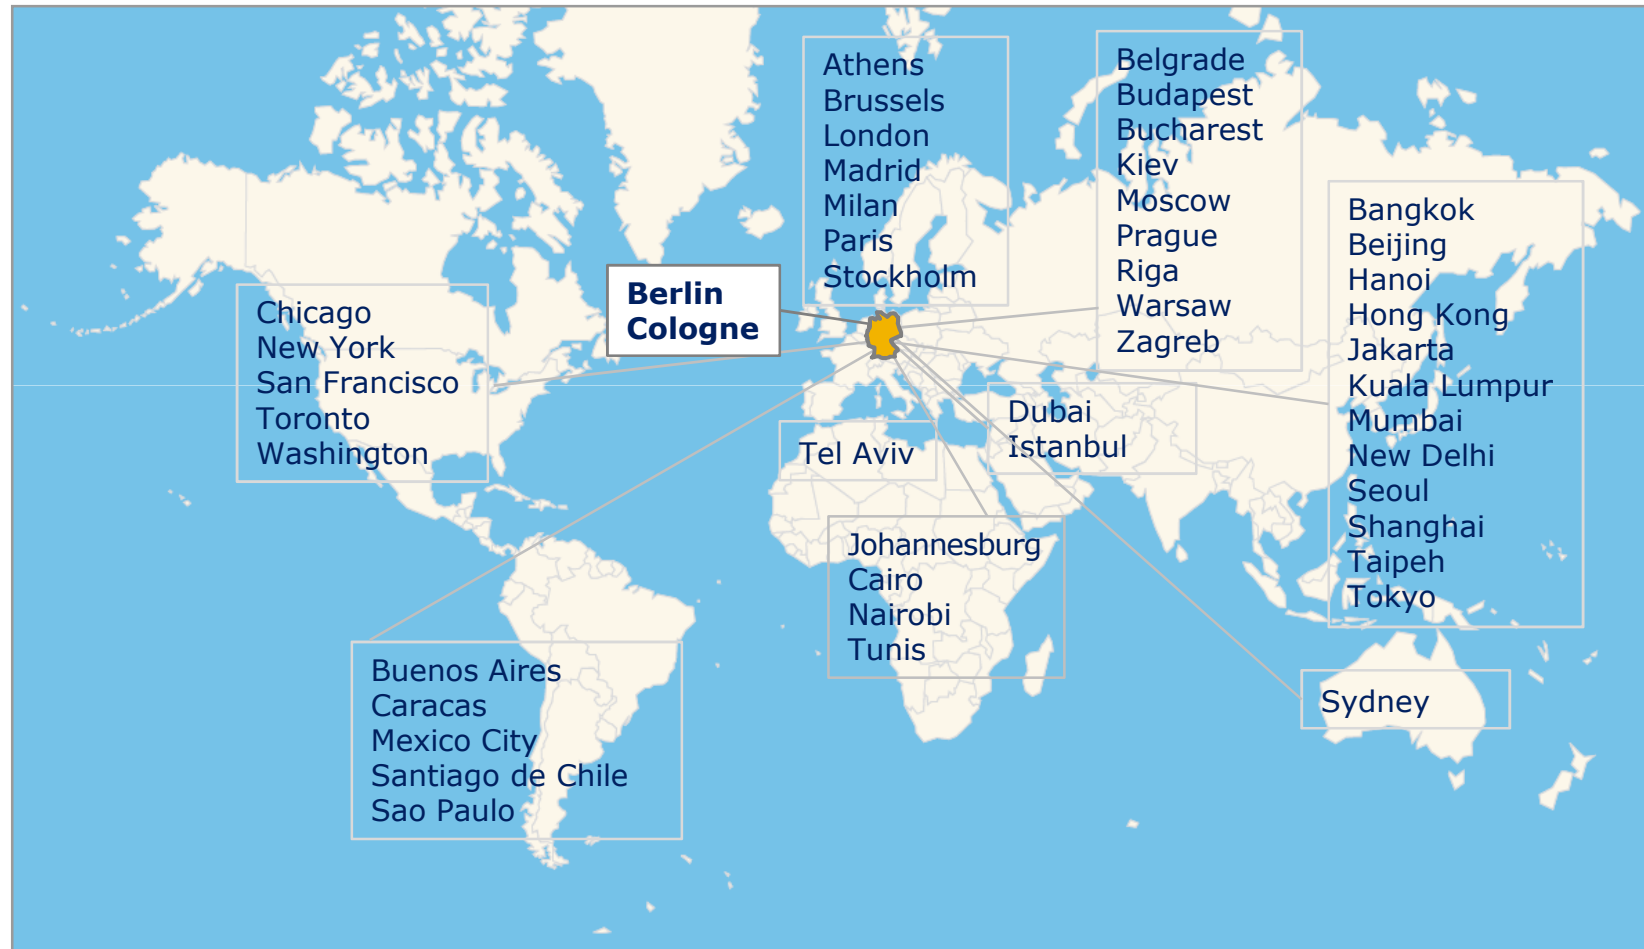 Athens
Brussels
London
Madrid
Milan
Paris
Stockholm
Belgrade
Budapest
Bucharest
Kiev
Moscow
Prague
Riga
Warsaw
Zagreb
Bangkok
Beijing
Hanoi
Hong Kong
Jakarta
Kuala Lumpur
Mumbai
New Delhi
Seoul
Shanghai
Taipeh
Tokyo
Berlin
Cologne
Chicago
New York
San Francisco
Toronto
Washington
Dubai
Istanbul
Tel Aviv
Johannesburg
Cairo
Nairobi
Tunis
Buenos Aires
Caracas
Mexico City
Santiago de Chile
Sao Paulo
Sydney